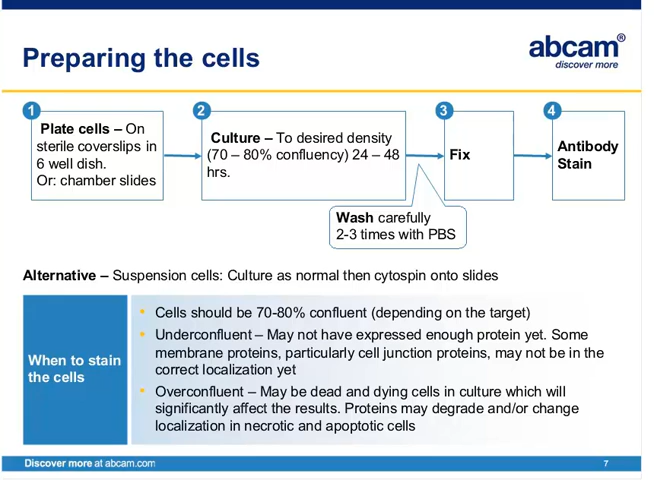 Preparing the cells
abcam®
discover more
1
2
3
4
Plate cells – On
sterile coverslips in
6 well dish.
Or: chamber slides
Culture – To desired density
(70 – 80% confluency) 24 – 48
hrs.
Fix
Antibody
Stain
Wash carefully
2-3 times with PBS
Alternative – Suspension cells: Culture as normal then cytospin onto slides
When to stain
the cells
• Cells should be 70-80% confluent (depending on the target)
• Underconfluent – May not have expressed enough protein yet. Some
membrane proteins, particularly cell junction proteins, may not be in the
correct localization yet
• Overconfluent – May be dead and dying cells in culture which will
significantly affect the results. Proteins may degrade and/or change
localization in necrotic and apoptotic cells
Discover more at abcam.com
7